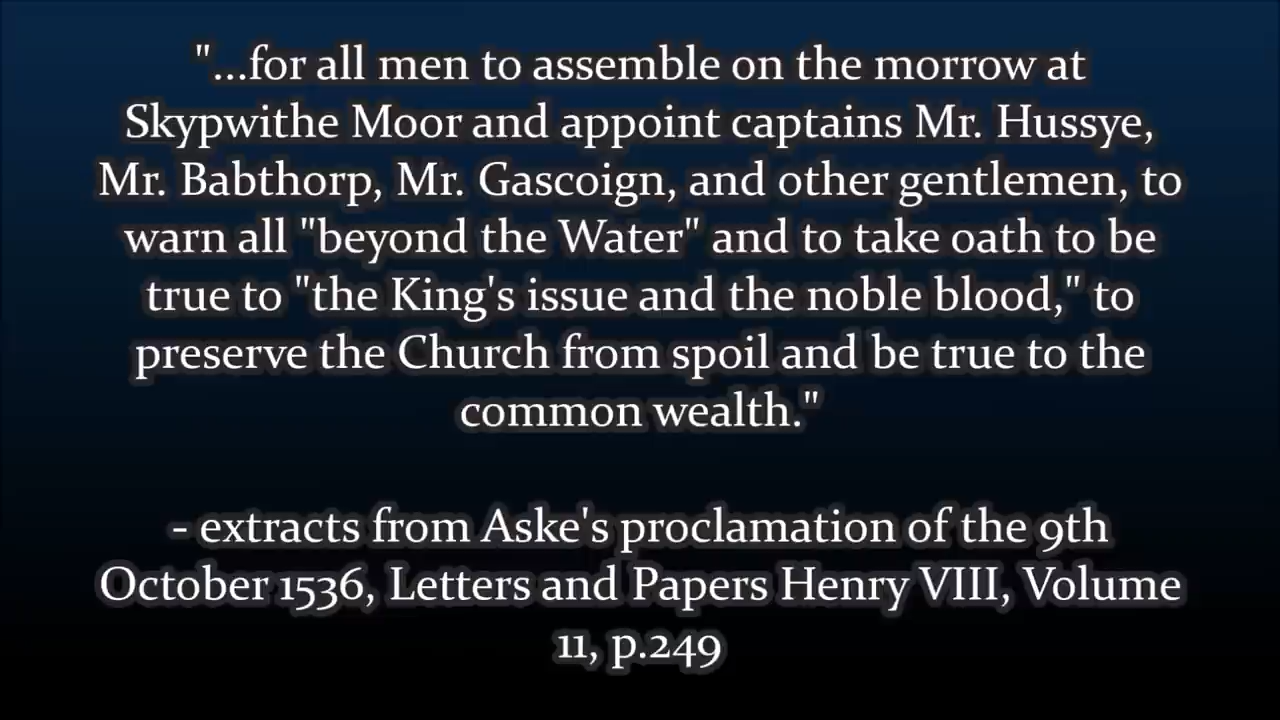 "...for all men to assemble on the morrow at
Skypwithe Moor and appoint captains Mr. Hussye,
Mr. Babthorp, Mr. Gascoign, and other gentlemen, to
warn all "beyond the Water" and to take oath to be
true to "the King's issue and the noble blood," to
preserve the Church from spoil and be true to the
common wealth."
- extracts from Aske's proclamation of the 9th
October 1536, Letters and Papers Henry VIII, Volume
11, p.249